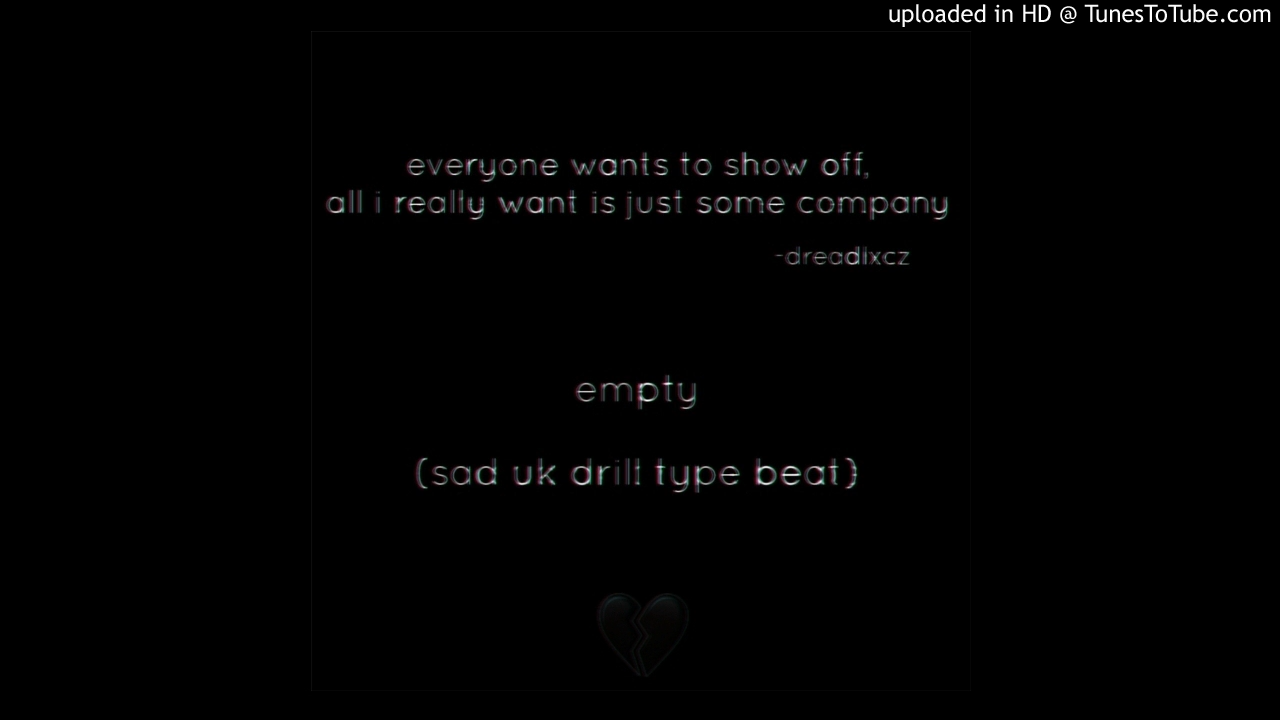 uploaded in HD @ TunesToTube.com
everyone wants to show off,
all i really want is just some company
-dreadlxcz
empty
(sad uk drill type beat)